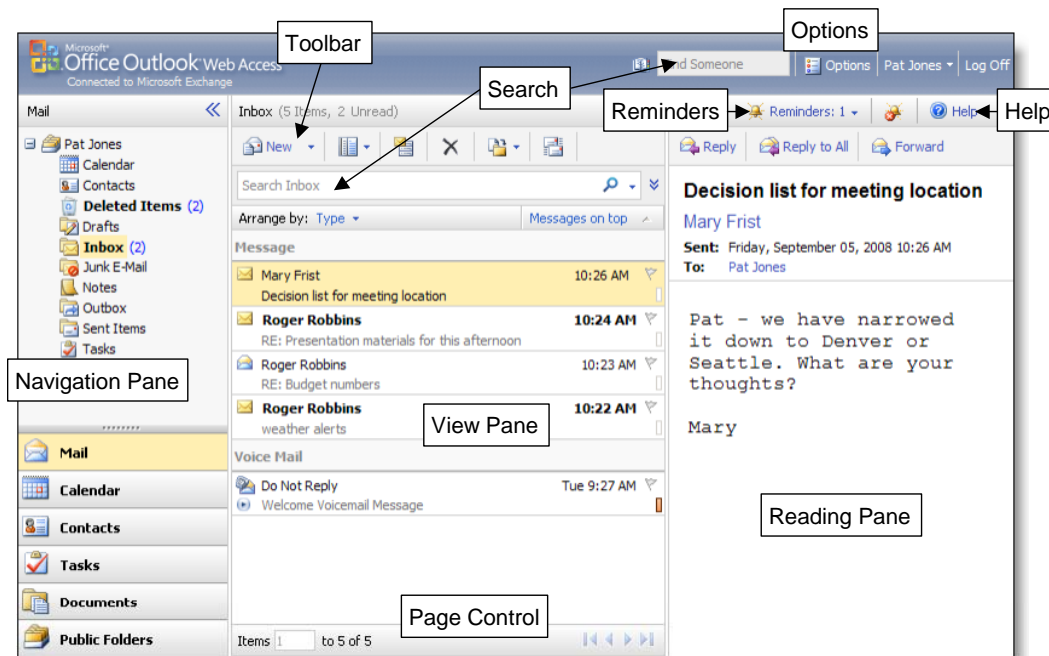 Toolbar
Options
Search
Reminders
Help
Microsoft
Office Outlook Web Access
Connected to Microsoft Exchange
nd Someone
Options
Pat Jones
Log Off
Mail
Inbox (5 Items, 2 Unread)
Reminders: 1
Help
Pat Jones
Calendar
Contacts
Deleted Items (2)
Drafts
Inbox (2)
Junk E-Mail
Notes
Outbox
Sent Items
Tasks
Navigation Pane
Mail
Calendar
Contacts
Tasks
Documents
Public Folders
New
Search Inbox
Arrange by: Type
Messages on top
Message
Mary Frist 10:26 AM
Decision list for meeting location
Roger Robbins 10:24 AM
RE: Presentation materials for this afternoon
Roger Robbins 10:23 AM
RE: Budget numbers
Roger Robbins 10:22 AM
weather alerts
View Pane
Voice Mail
Do Not Reply Tue 9:27 AM
Welcome Voicemail Message
Page Control
Items 1 to 5 of 5
Reply
Reply to All
Forward
Decision list for meeting location
Mary Frist
Sent: Friday, September 05, 2008 10:26 AM
To: Pat Jones
Pat - we have narrowed
it down to Denver or
Seattle. What are your
thoughts?
Mary
Reading Pane